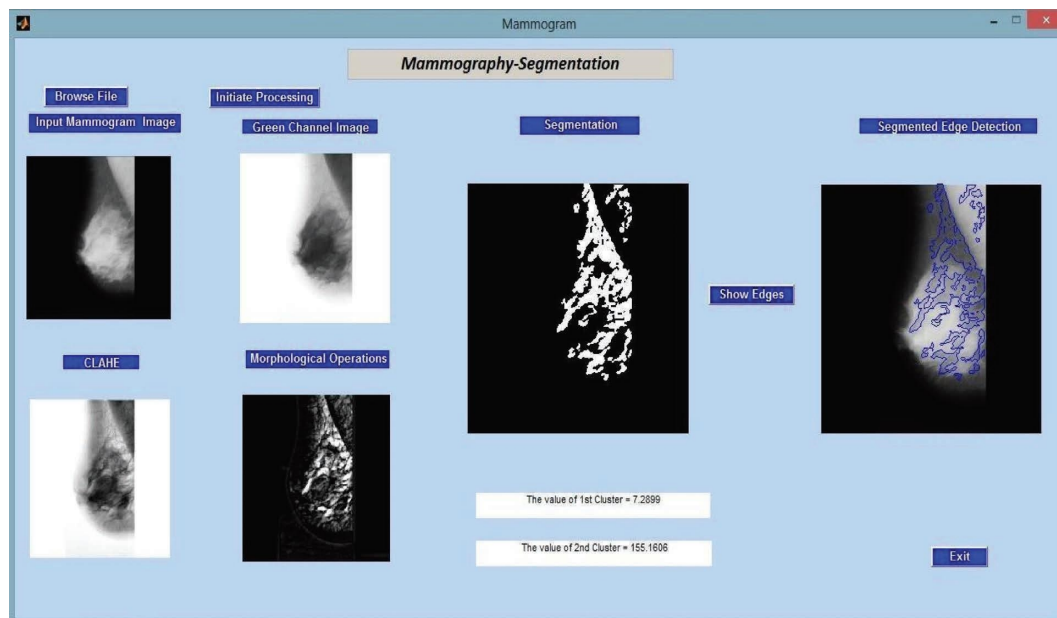 Mammogram
Mammography-Segmentation
Browse File
Initiate Processing
Input Mammogram Image
Green Channel Image
Segmentation
Segmented Edge Detection
Show Edges
CLAHE
Morphological Operations
The value of 1st Cluster = 7.2899
The value of 2nd Cluster = 155.1606
Exit